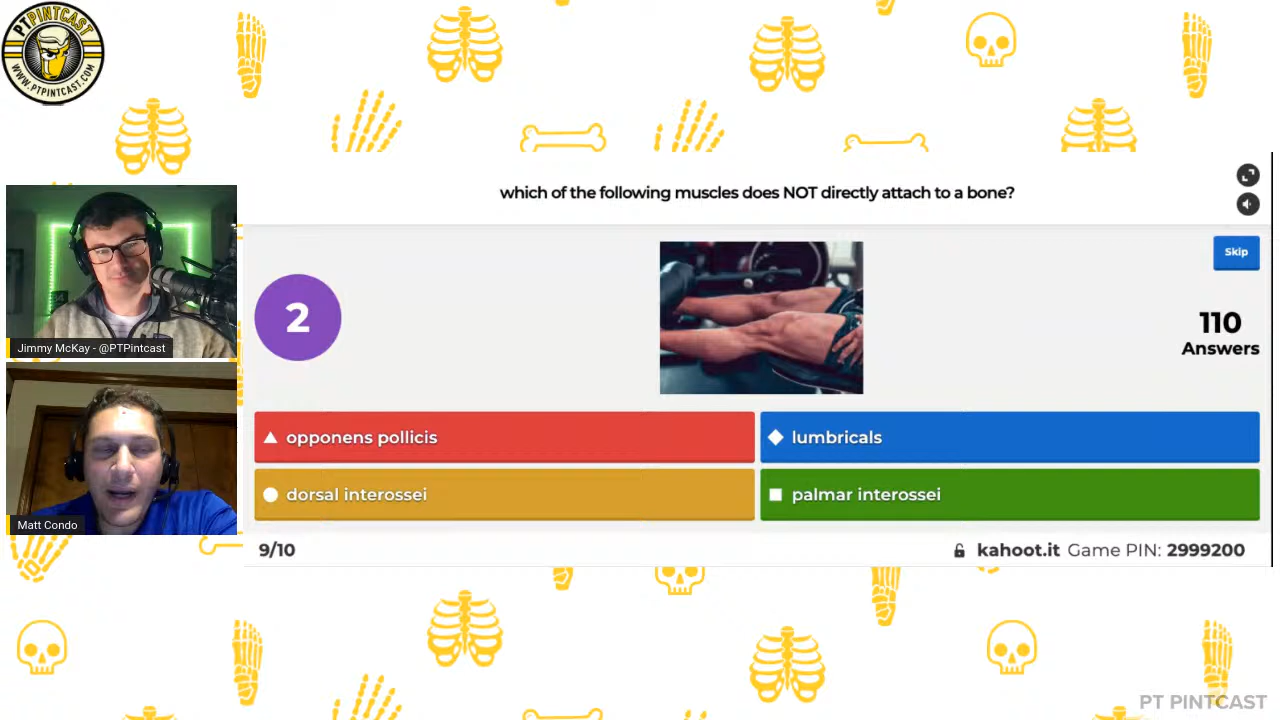 PTPINTCAST
WWW.PTPINTCAST.COM
which of the following muscles does NOT directly attach to a bone?
Skip
2
110
Answers
Jimmy McKay - @PTPintcast
opponens pollicis
lumbricals
dorsal interossei
palmar interossei
Matt Condo
9/10
kahoot.it Game PIN: 2999200
PT PINTCAST